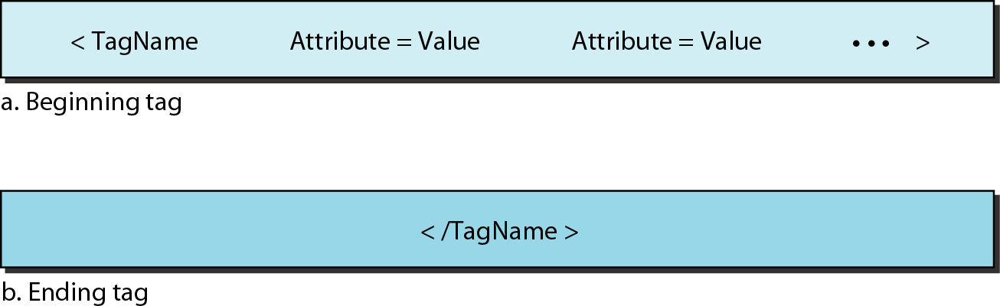 < TagName Attribute = Value Attribute = Value ••• >
a. Beginning tag
< /TagName >
b. Ending tag